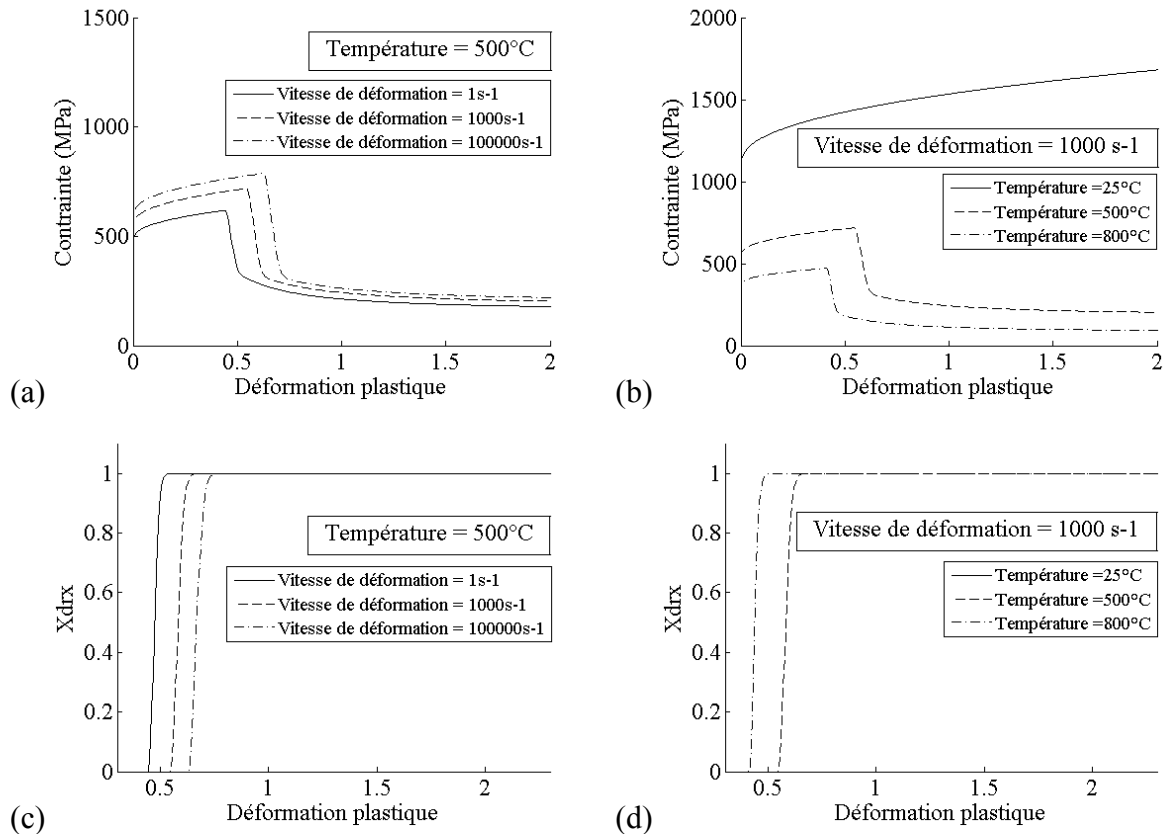 1500
1000
500
0
Contrainte (MPa)
Température = 500°C
Vitesse de déformation = 1s-1
Vitesse de déformation = 1000s-1
Vitesse de déformation = 100000s-1
0 0.5 1 1.5 2
Déformation plastique
(a)
2000
1500
1000
500
0
Contrainte (MPa)
Vitesse de déformation = 1000 s-1
Température =25°C
Température =500°C
Température =800°C
0 0.5 1 1.5 2
Déformation plastique
(b)
1
0.8
0.6
0.4
0.2
0
Xdrx
Température = 500°C
Vitesse de déformation = 1s-1
Vitesse de déformation = 1000s-1
Vitesse de déformation = 100000s-1
0.5 1 1.5 2
Déformation plastique
(c)
1
0.8
0.6
0.4
0.2
0
Xdrx
Vitesse de déformation = 1000 s-1
Température =25°C
Température =500°C
Température =800°C
0.5 1 1.5 2
Déformation plastique
(d)